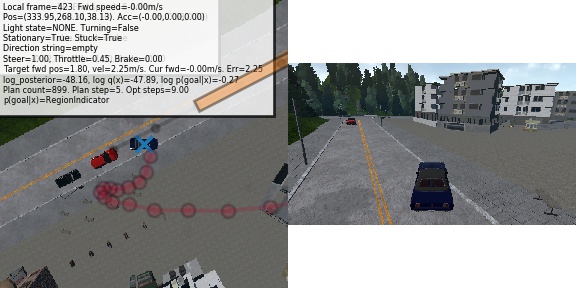 Local frame=423. Fwd speed=-0.00m/s
Pos=(333.95,268.10,38.13). Acc=(-0.00,0.00,0.00)
Light state=NONE. Turning=False
Stationary=True. Stuck=True
Direction string=empty
Steer=1.00, Throttle=0.45, Brake=0.00
Target fwd pos=1.80, vel=2.25m/s. Cur fwd=-0.00m/s. Err=2.25
log_posterior=-48.16, log q(x)=-47.89, log p(goal|x)=-0.27
Plan count=899. Plan step=5. Opt steps=9.00
p(goal|x)=RegionIndicator